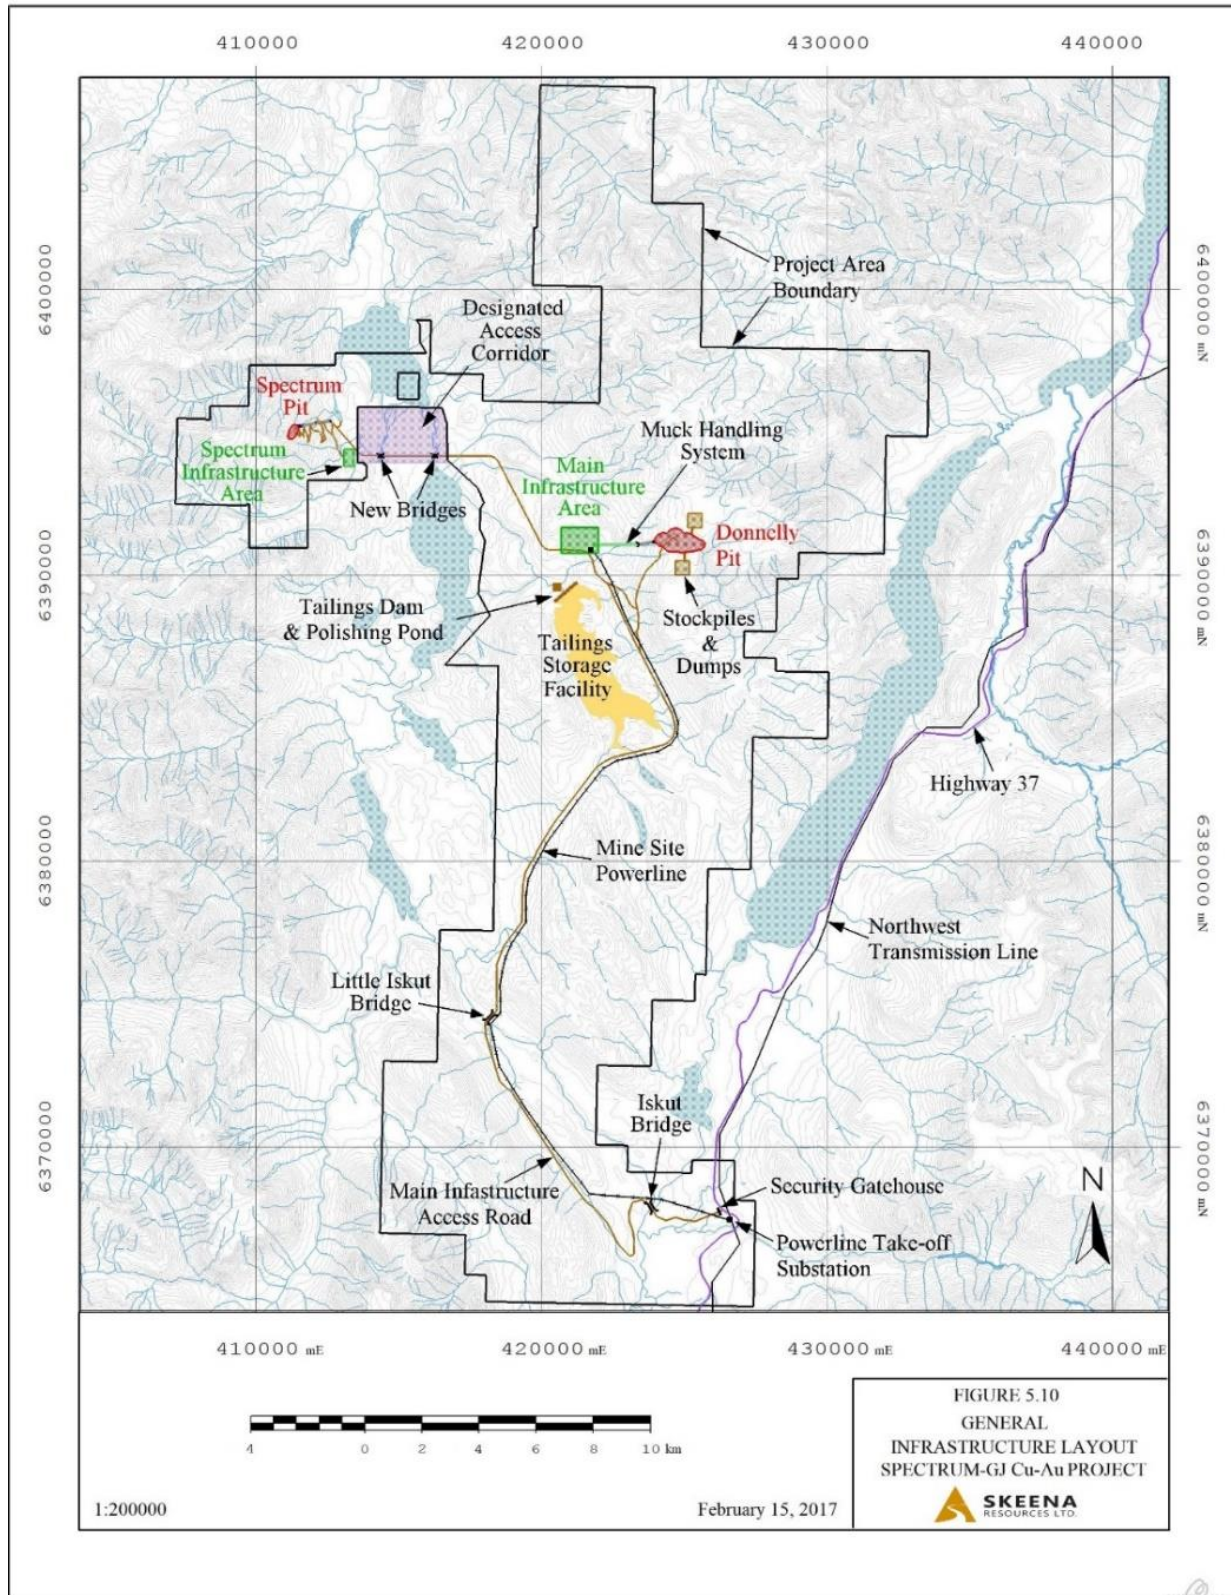 410000
420000
430000
440000
6400000
6400000 mN
Project Area
Boundary
Designated
Access
Corridor
Spectrum
Pit
Muck Handling
System
Spectrum
Infrastructure
Area
Main
Infrastructure
Area
New Bridges
Donnelly
Pit
6390000
6390000 mN
Tailings Dam
& Polishing Pond
Stockpiles
&
Dumps
Tailings
Storage
Facility
Highway 37
6380000
6380000 mN
Mine Site
Powerline
Northwest
Transmission Line
Little Iskut
Bridge
Iskut
Bridge
6370000
6370000 mN
N
Main Infastructure
Access Road
Security Gatehouse
Powerline Take-off
Substation
410000 mE
420000 mE
430000 mE
440000 mE
4 0 2 4 6 8 10 km
FIGURE 5.10
GENERAL
INFRASTRUCTURE LAYOUT
SPECTRUM-GJ Cu-Au PROJECT
SKEENA
RESOURCES LTD.
1:200000
February 15, 2017